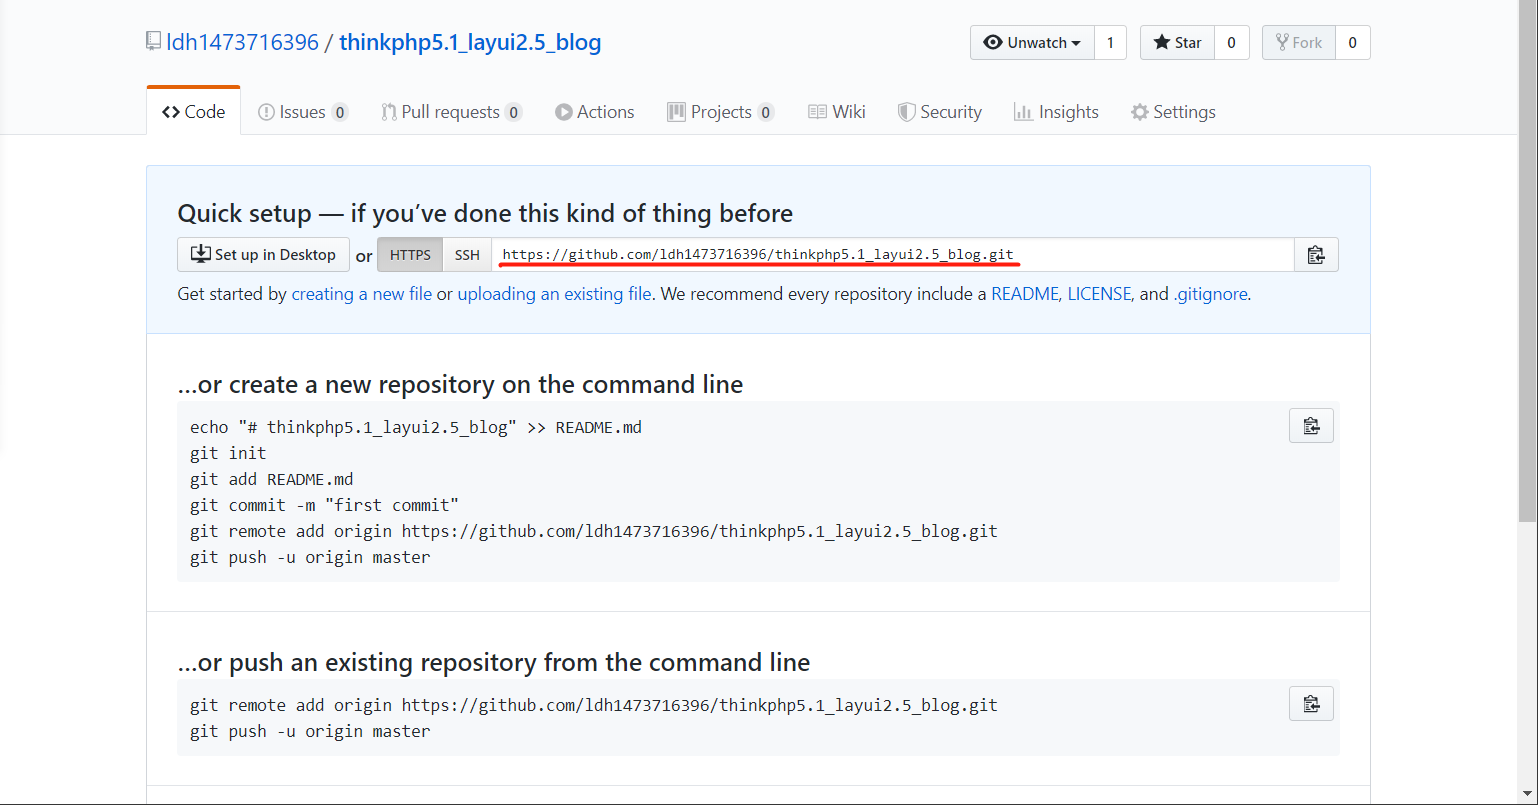 ldh1473716396 / thinkphp5.1_layui2.5_blog
Unwatch 1 Star 0 Fork 0
Code Issues 0 Pull requests 0 Actions Projects 0 Wiki Security Insights Settings
Quick setup — if you’ve done this kind of thing before
Set up in Desktop or HTTPS SSH https://github.com/ldh1473716396/thinkphp5.1_layui2.5_blog.git
Get started by creating a new file or uploading an existing file. We recommend every repository include a README, LICENSE, and .gitignore.
…or create a new repository on the command line
echo "# thinkphp5.1_layui2.5_blog" >> README.md
git init
git add README.md
git commit -m "first commit"
git remote add origin https://github.com/ldh1473716396/thinkphp5.1_layui2.5_blog.git
git push -u origin master
…or push an existing repository from the command line
git remote add origin https://github.com/ldh1473716396/thinkphp5.1_layui2.5_blog.git
git push -u origin master